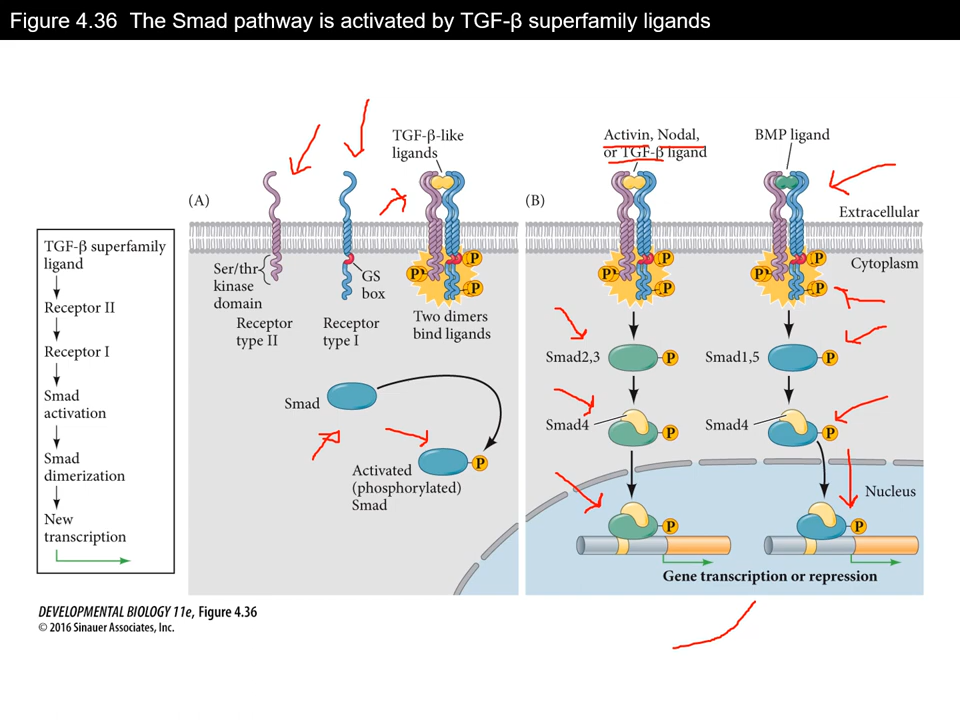 Figure 4.36 The Smad pathway is activated by TGF-β superfamily ligands
TGF-β superfamily
ligand
Receptor II
Receptor I
Smad
activation
Smad
dimerization
New
transcription
(A)
TGF-β-like
ligands
Ser/thr
kinase
domain
GS
box
P
P
P
Receptor
type II
Receptor
type I
Two dimers
bind ligands
Smad
Activated
(phosphorylated)
Smad
P
(B)
Activin, Nodal,
or TGF-β ligand
BMP ligand
Extracellular
Cytoplasm
P
P
P
P
P
P
Smad2,3
P
Smad1,5
P
Smad4
P
Smad4
P
Nucleus
P
P
Gene transcription or repression
DEVELOPMENTAL BIOLOGY 11e, Figure 4.36
© 2016 Sinauer Associates, Inc.